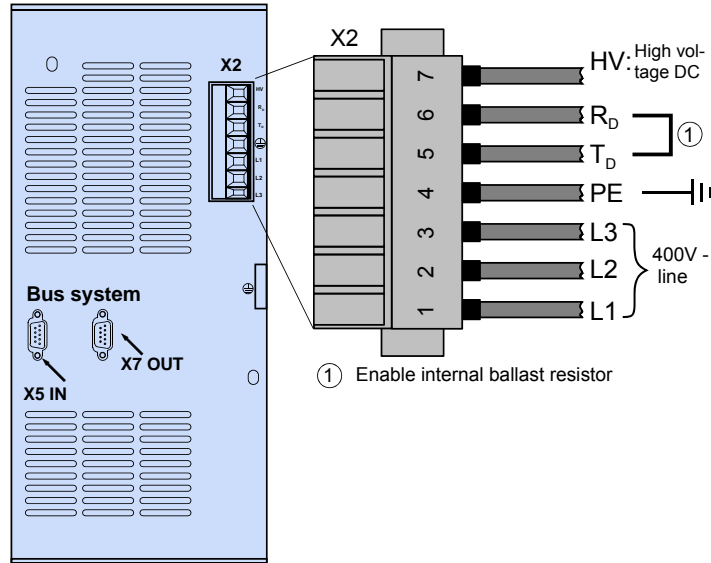 X2
HV
RD
TD
L1
L2
L3
Bus system
X7 OUT
X5 IN
X2
7
HV: High vol-
tage DC
6
RD
1
5
TD
4
PE
3
L3
400V -
line
2
L2
1
L1
1 Enable internal ballast resistor